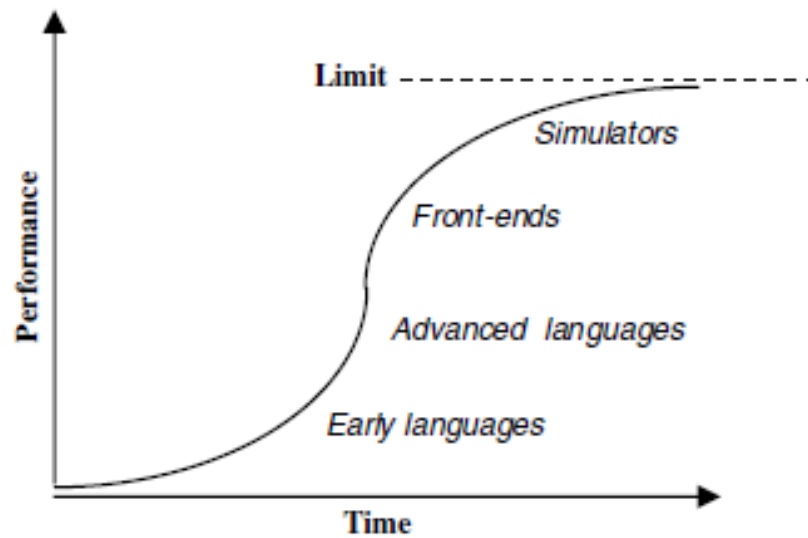 Limit
Simulators
Front-ends
Performance
Advanced languages
Early languages
Time